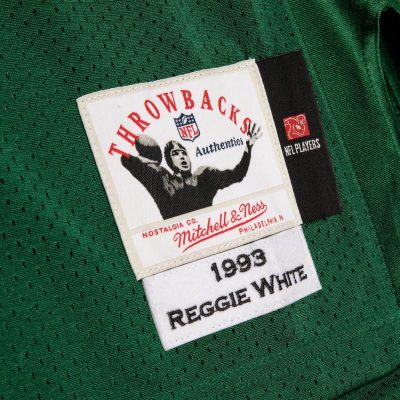 THROWBACKS
NFL
Authentics
NFL PLAYERS
NOSTALGIA CO.
Mitchell & Ness
PHILADELPHIA
1993
REGGIE WHITE